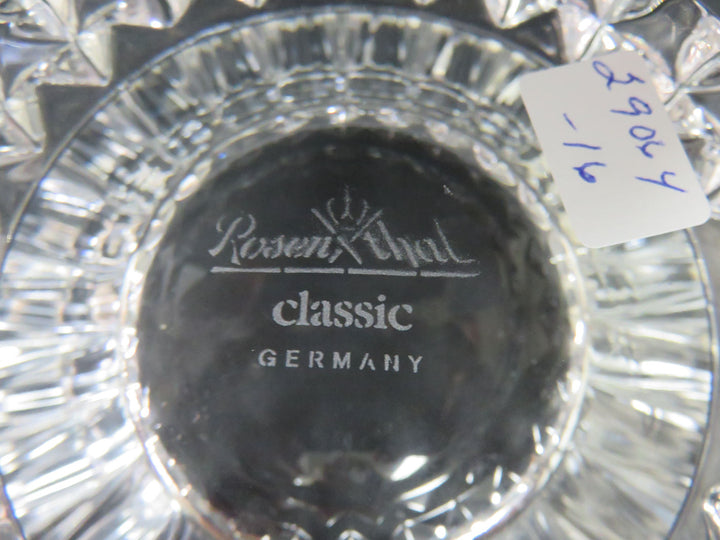 Rosenthal
classic
GERMANY
29064
-16